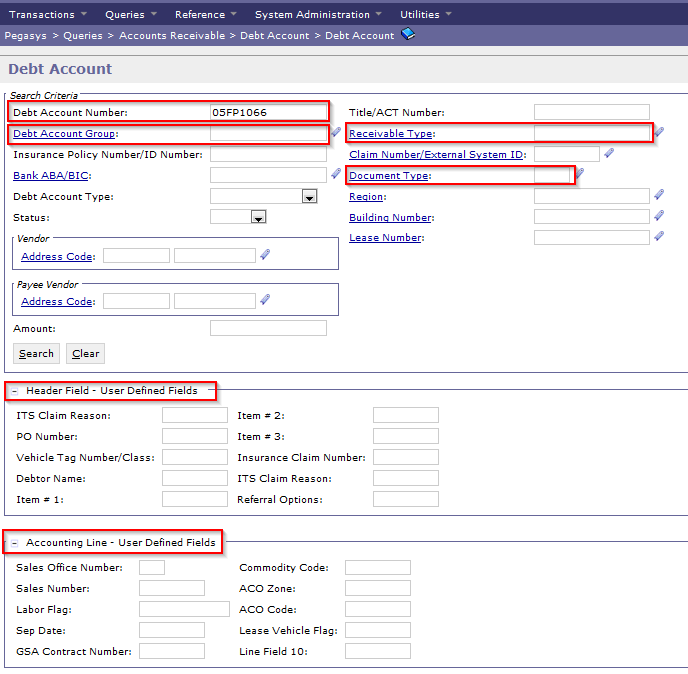 Transactions Queries Reference System Administration Utilities
Pegasys > Queries > Accounts Receivable > Debt Account > Debt Account
Debt Account
Search Criteria
Debt Account Number: 05FP1066 Title/ACT Number:
Debt Account Group: Receivable Type:
Insurance Policy Number/ID Number: Claim Number/External System ID:
Bank ABA/BIC: Document Type:
Debt Account Type: Region:
Status: Building Number:
Lease Number:
Vendor
Address Code:
Payee Vendor
Address Code:
Amount:
Search Clear
− Header Field - User Defined Fields
ITS Claim Reason: Item # 2:
PO Number: Item # 3:
Vehicle Tag Number/Class: Insurance Claim Number:
Debtor Name: ITS Claim Reason:
Item # 1: Referral Options:
− Accounting Line - User Defined Fields
Sales Office Number: Commodity Code:
Sales Number: ACO Zone:
Labor Flag: ACO Code:
Sep Date: Lease Vehicle Flag:
GSA Contract Number: Line Field 10: